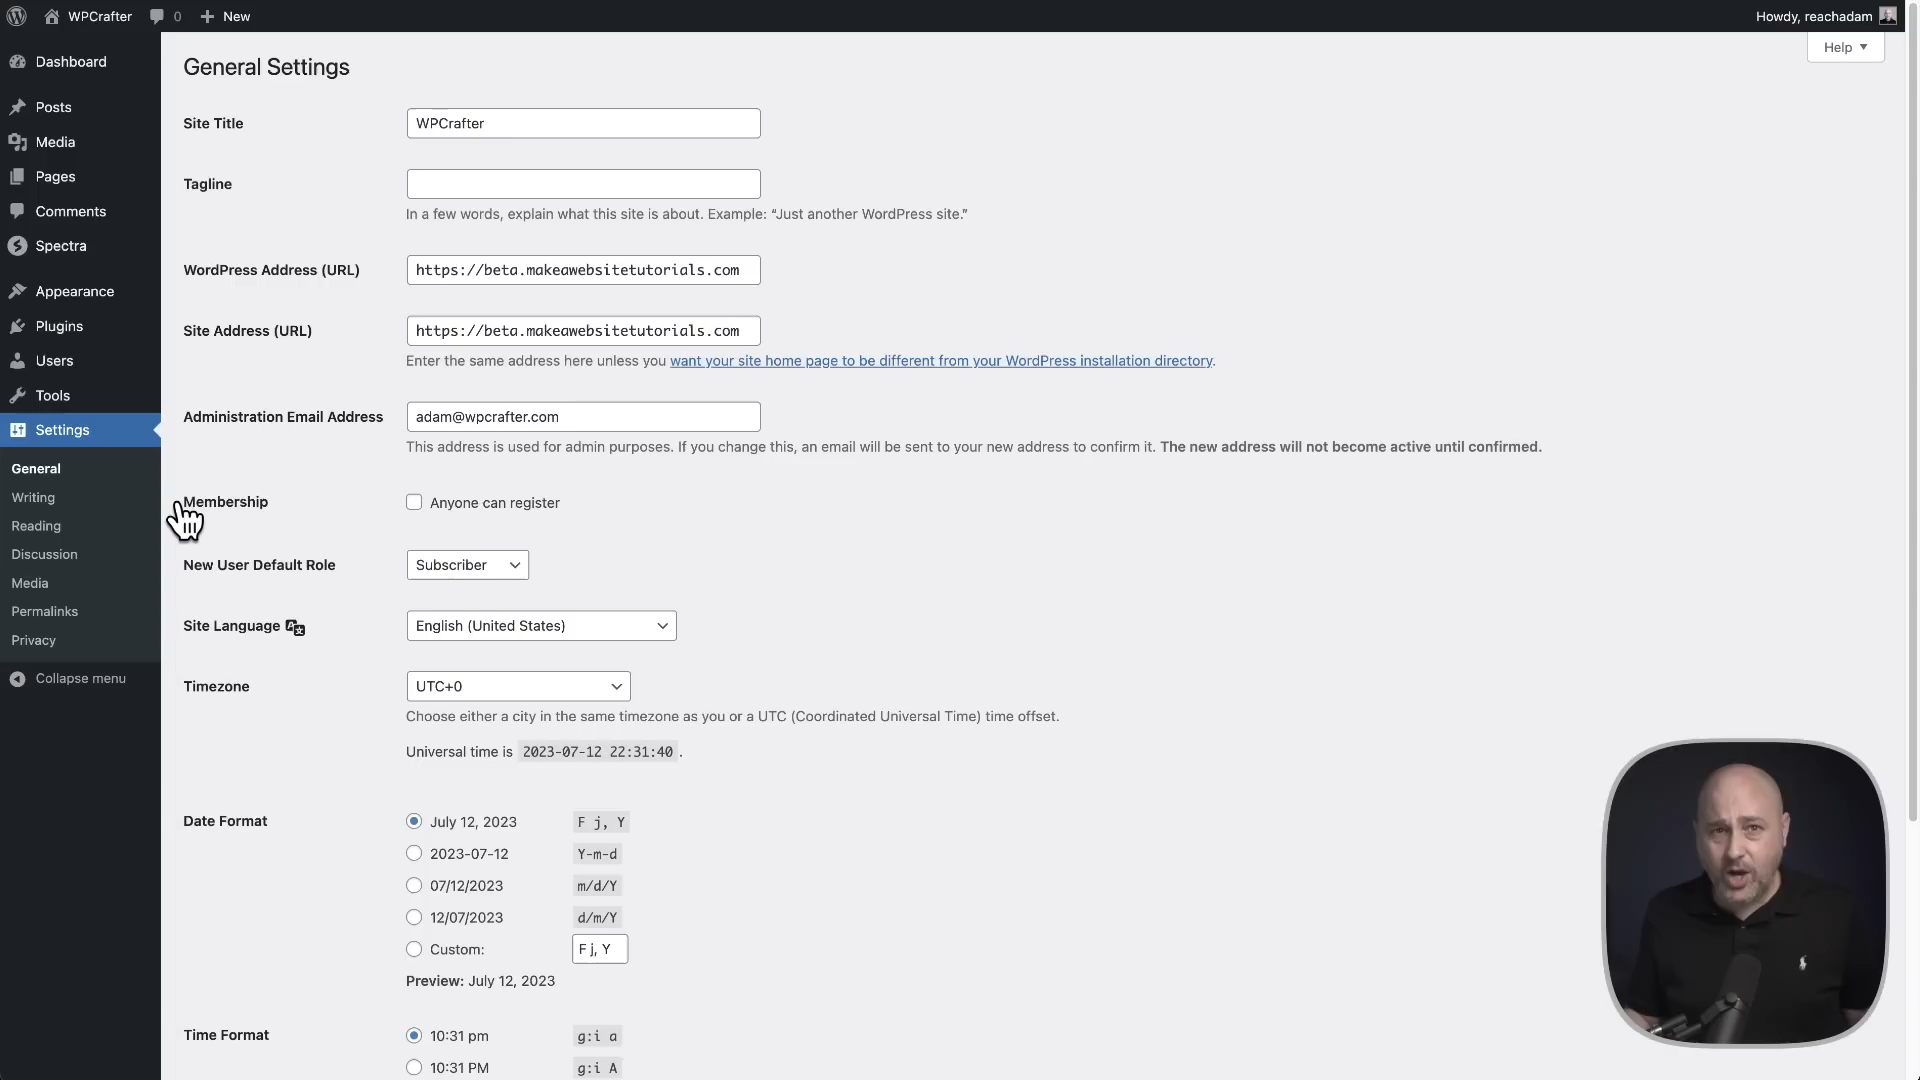 WPCrafter
0
New
Howdy, reachadam
Help
Dashboard
Posts
Media
Pages
Comments
Spectra
Appearance
Plugins
Users
Tools
Settings
General
Writing
Reading
Discussion
Media
Permalinks
Privacy
Collapse menu
General Settings
Site Title
WPCrafter
Tagline
In a few words, explain what this site is about. Example: “Just another WordPress site.”
WordPress Address (URL)
https://beta.makeawebsitetutorials.com
Site Address (URL)
https://beta.makeawebsitetutorials.com
Enter the same address here unless you want your site home page to be different from your WordPress installation directory.
Administration Email Address
adam@wpcrafter.com
This address is used for admin purposes. If you change this, an email will be sent to your new address to confirm it. The new address will not become active until confirmed.
Membership
Anyone can register
New User Default Role
Subscriber
Site Language
English (United States)
Timezone
UTC+0
Choose either a city in the same timezone as you or a UTC (Coordinated Universal Time) time offset.
Universal time is 2023-07-12 22:31:40 .
Date Format
July 12, 2023 F j, Y
2023-07-12 Y-m-d
07/12/2023 m/d/Y
12/07/2023 d/m/Y
Custom: F j, Y
Preview: July 12, 2023
Time Format
10:31 pm g:i a
10:31 PM g:i A